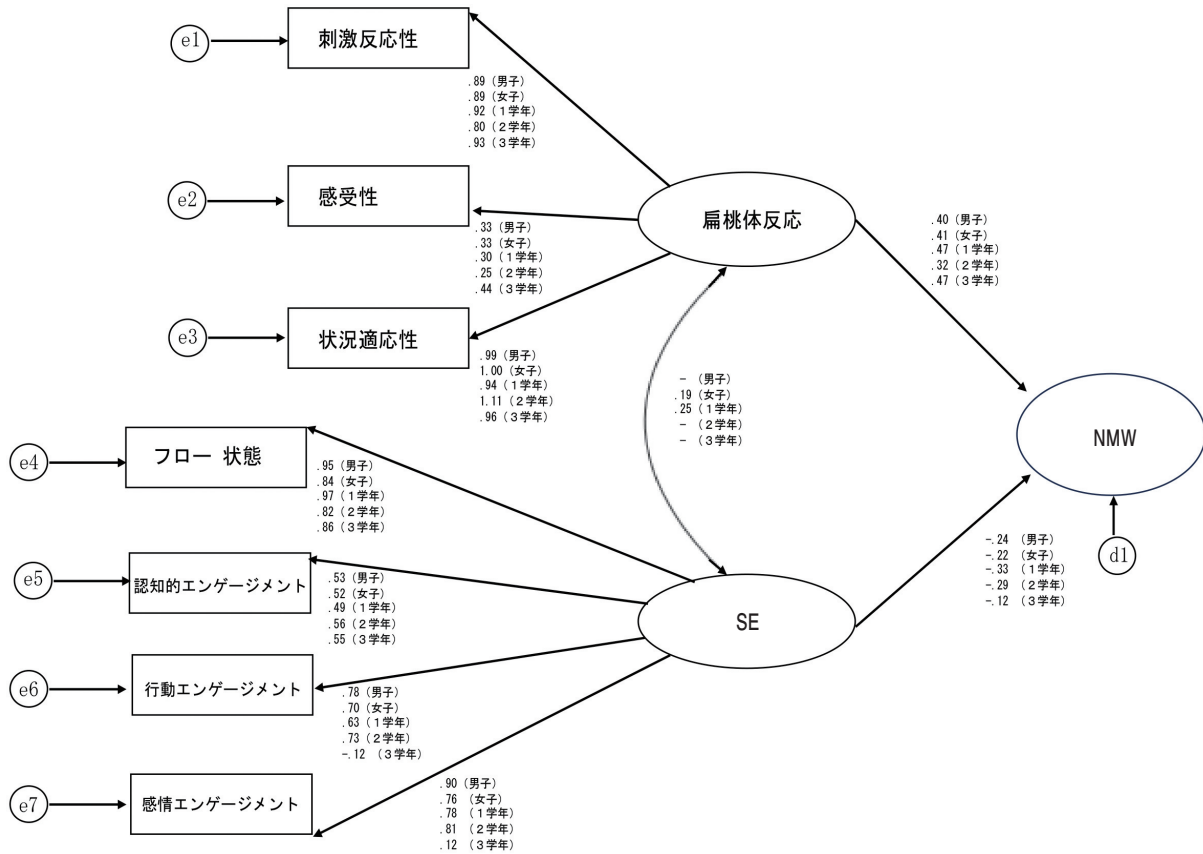 e1
刺激反応性
.89 (男子)
.89 (女子)
.92 (1学年)
.80 (2学年)
.93 (3学年)
e2
感受性
.33 (男子)
.33 (女子)
.30 (1学年)
.25 (2学年)
.44 (3学年)
e3
状況適応性
.99 (男子)
1.00 (女子)
.94 (1学年)
1.11 (2学年)
.96 (3学年)
扁桃体反応
.40 (男子)
.41 (女子)
.47 (1学年)
.32 (2学年)
.47 (3学年)
- (男子)
.19 (女子)
.25 (1学年)
- (2学年)
- (3学年)
NMW
d1
e4
フロー 状態
.95 (男子)
.84 (女子)
.97 (1学年)
.82 (2学年)
.86 (3学年)
e5
認知的エンゲージメント
.53 (男子)
.52 (女子)
.49 (1学年)
.56 (2学年)
.55 (3学年)
SE
-.24 (男子)
-.22 (女子)
-.33 (1学年)
-.29 (2学年)
-.12 (3学年)
e6
行動エンゲージメント
.78 (男子)
.70 (女子)
.63 (1学年)
.73 (2学年)
-.12 (3学年)
e7
感情エンゲージメント
.90 (男子)
.76 (女子)
.78 (1学年)
.81 (2学年)
.12 (3学年)